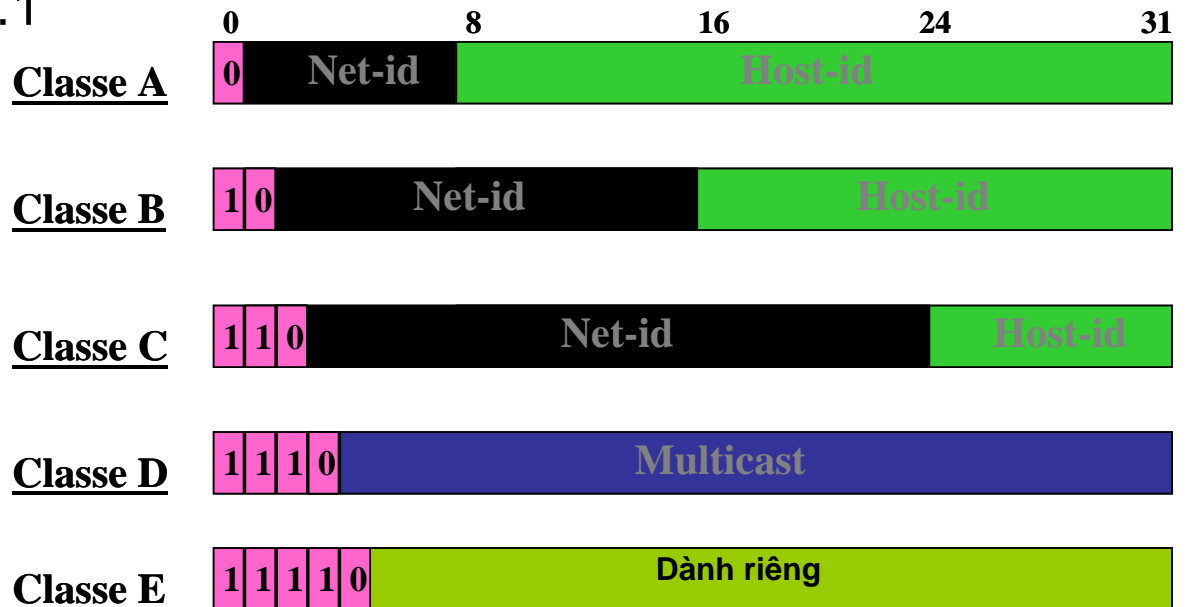 .1
0 8 16 24 31
Classe A 0 Net-id Host-id
Classe B 1 0 Net-id Host-id
Classe C 1 1 0 Net-id Host-id
Classe D 1 1 1 0 Multicast
Classe E 1 1 1 1 0 Dành riêng